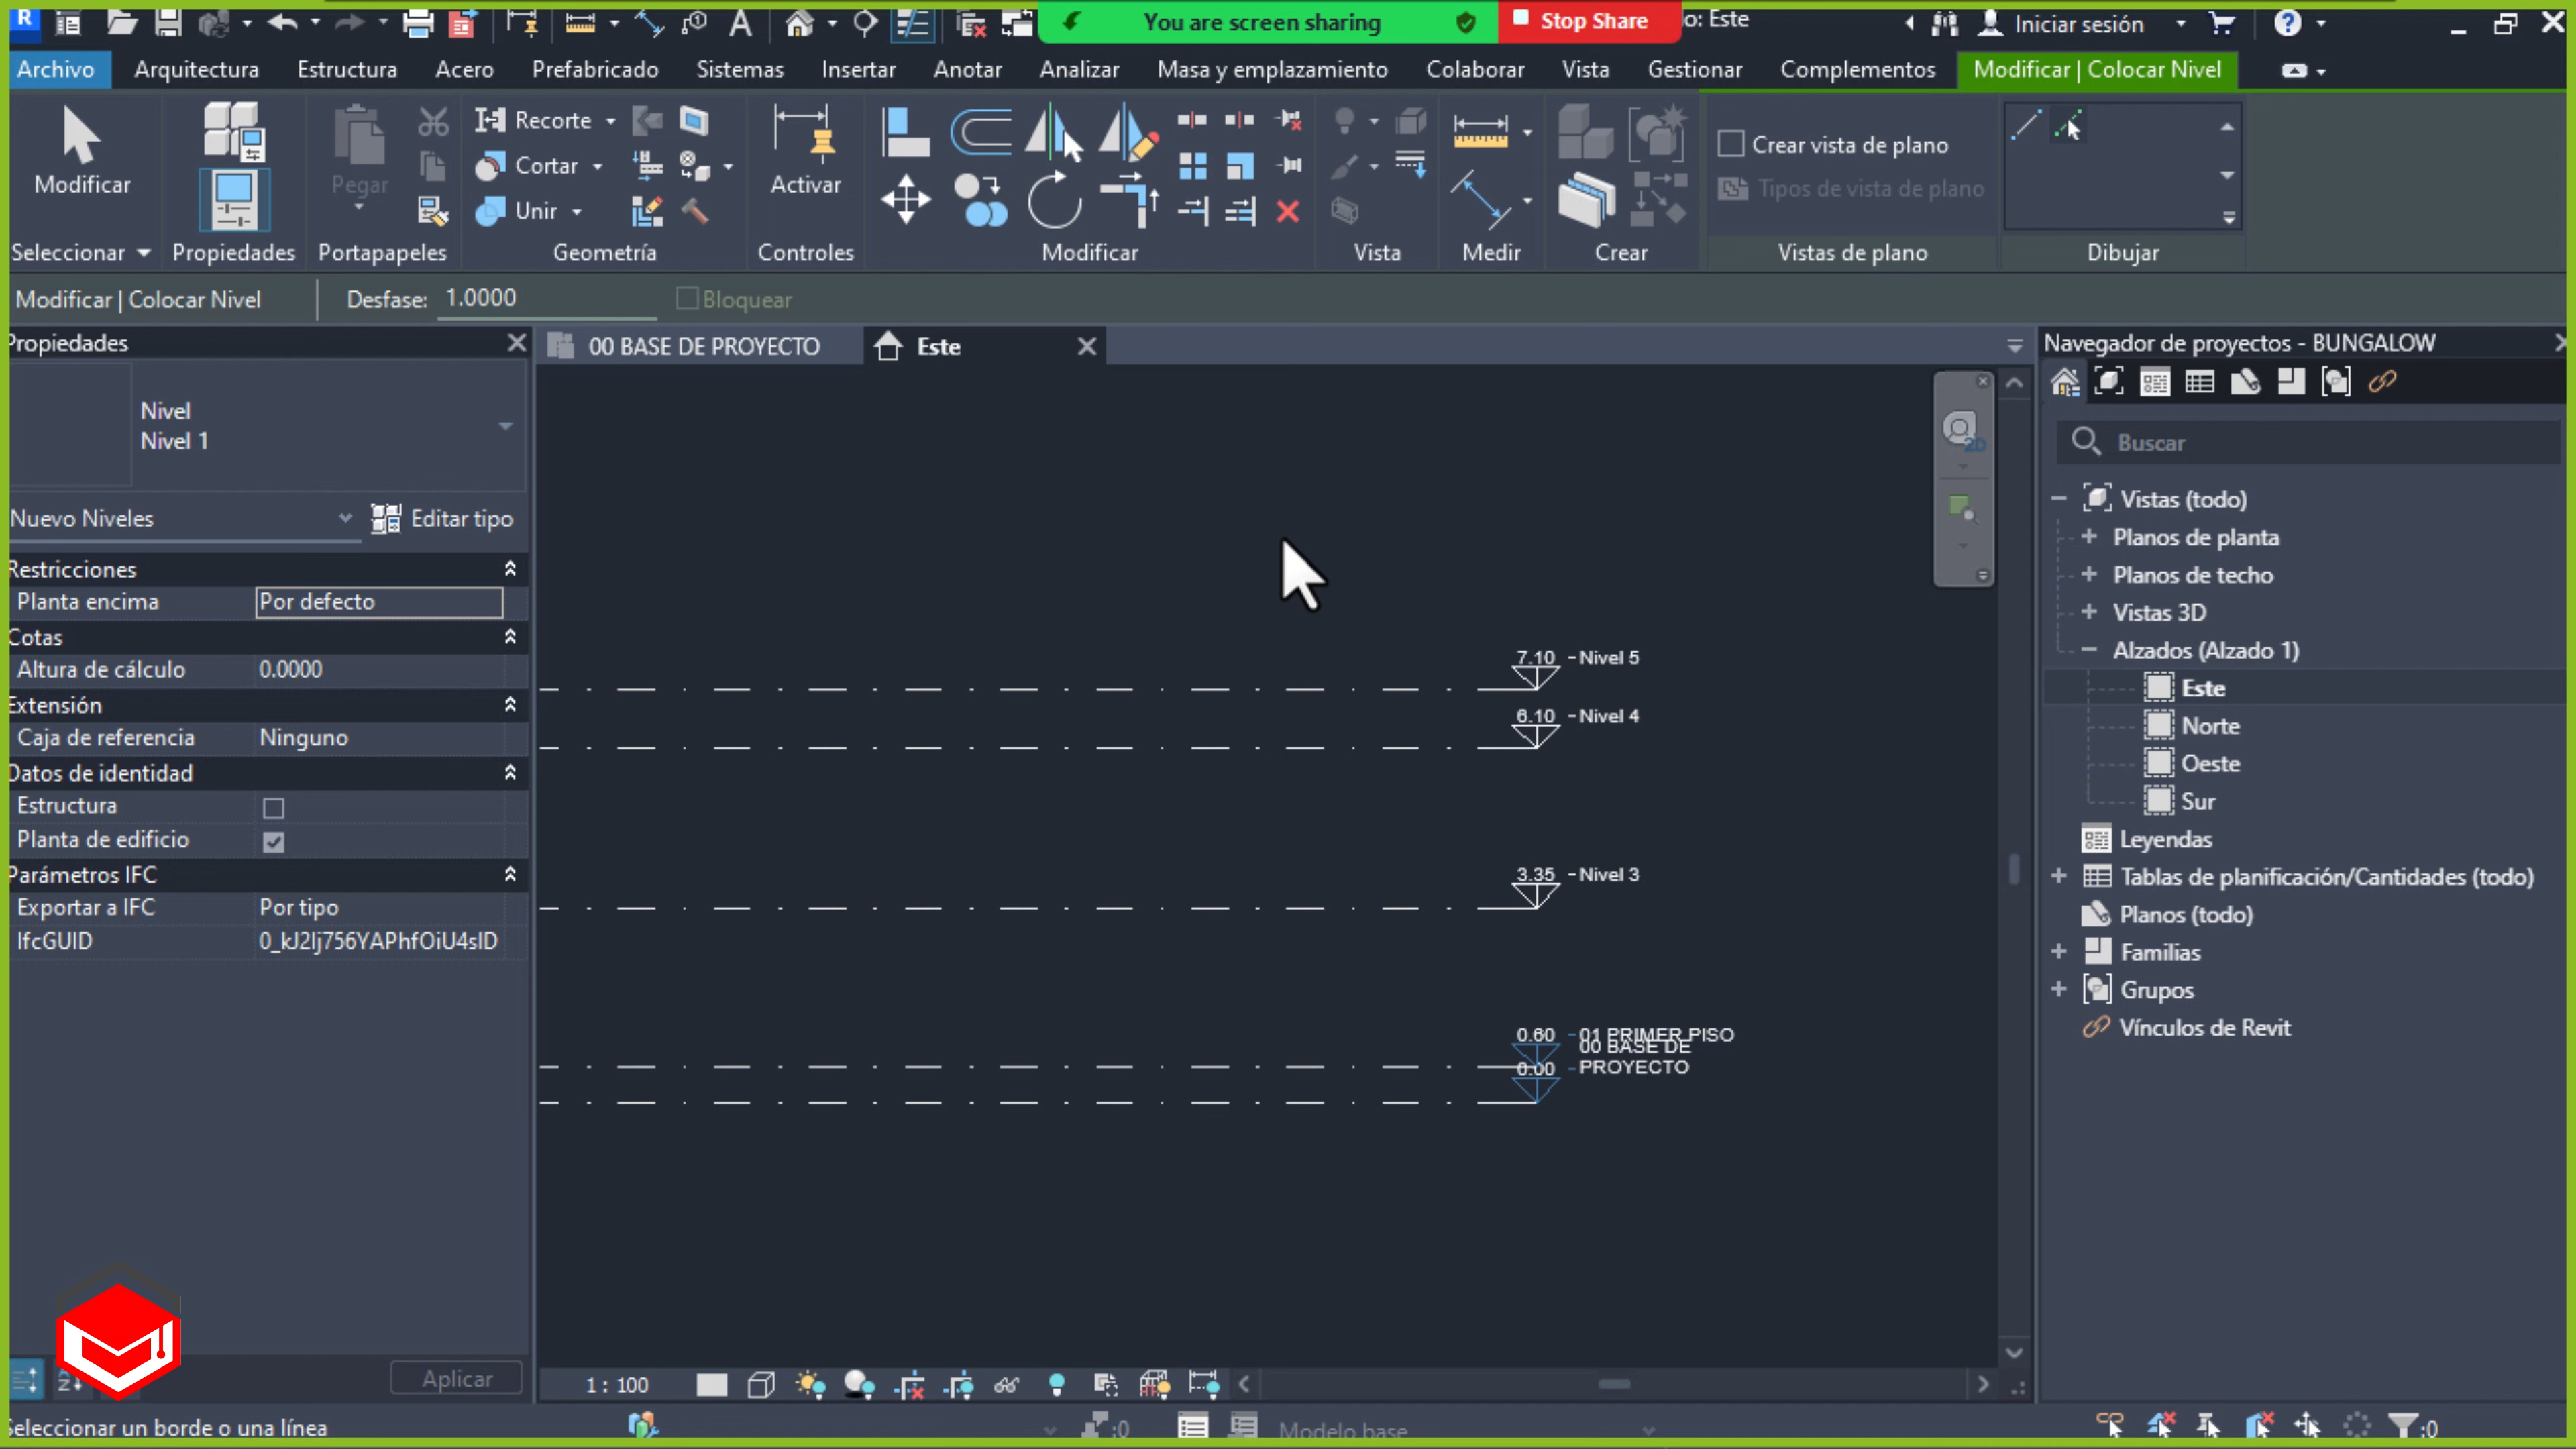 You are screen sharing
Stop Share
o: Este
Iniciar sesión
Archivo Arquitectura Estructura Acero Prefabricado Sistemas Insertar Anotar Analizar Masa y emplazamiento Colaborar Vista Gestionar Complementos Modificar | Colocar Nivel
Modificar
Pegar
Recorte
Cortar
Unir
Activar
Crear vista de plano
Tipos de vista de plano
Seleccionar Propiedades Portapapeles Geometría Controles Modificar Vista Medir Crear Vistas de plano Dibujar
Modificar | Colocar Nivel Desfase: 1.0000 Bloquear
Propiedades
Nivel
Nivel 1
Nuevo Niveles Editar tipo
Restricciones
Planta encima Por defecto
Cotas
Altura de cálculo 0.0000
Extensión
Caja de referencia Ninguno
Datos de identidad
Estructura
Planta de edificio
Parámetros IFC
Exportar a IFC Por tipo
IfcGUID 0_kJ2Ij756YAPhfOiU4sID
Aplicar
00 BASE DE PROYECTO Este
2D
7.10 - Nivel 5
6.10 - Nivel 4
3.35 - Nivel 3
0.60 - 01 PRIMER PISO
00 BASE DE
0.00 - PROYECTO
1 : 100
Navegador de proyectos - BUNGALOW
Buscar
Vistas (todo)
Planos de planta
Planos de techo
Vistas 3D
Alzados (Alzado 1)
Este
Norte
Oeste
Sur
Leyendas
Tablas de planificación/Cantidades (todo)
Planos (todo)
Familias
Grupos
Vínculos de Revit
Seleccionar un borde o una línea
:0
Modelo base
:0